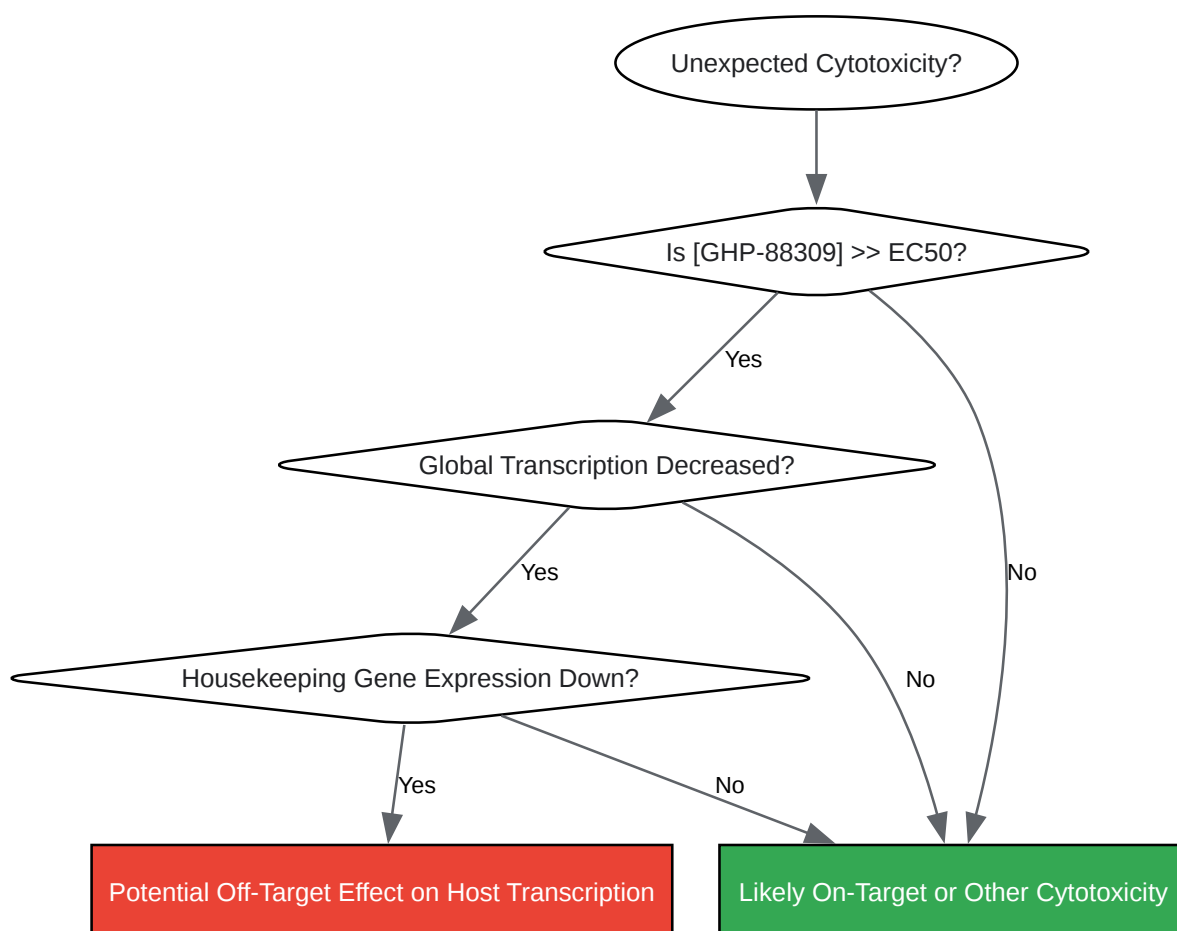 Unexpected Cytotoxicity?
Is [GHP-88309] >> EC50?
Yes
Global Transcription Decreased?
Yes
No
Housekeeping Gene Expression Down?
No
Yes
No
Potential Off-Target Effect on Host Transcription
Likely On-Target or Other Cytotoxicity